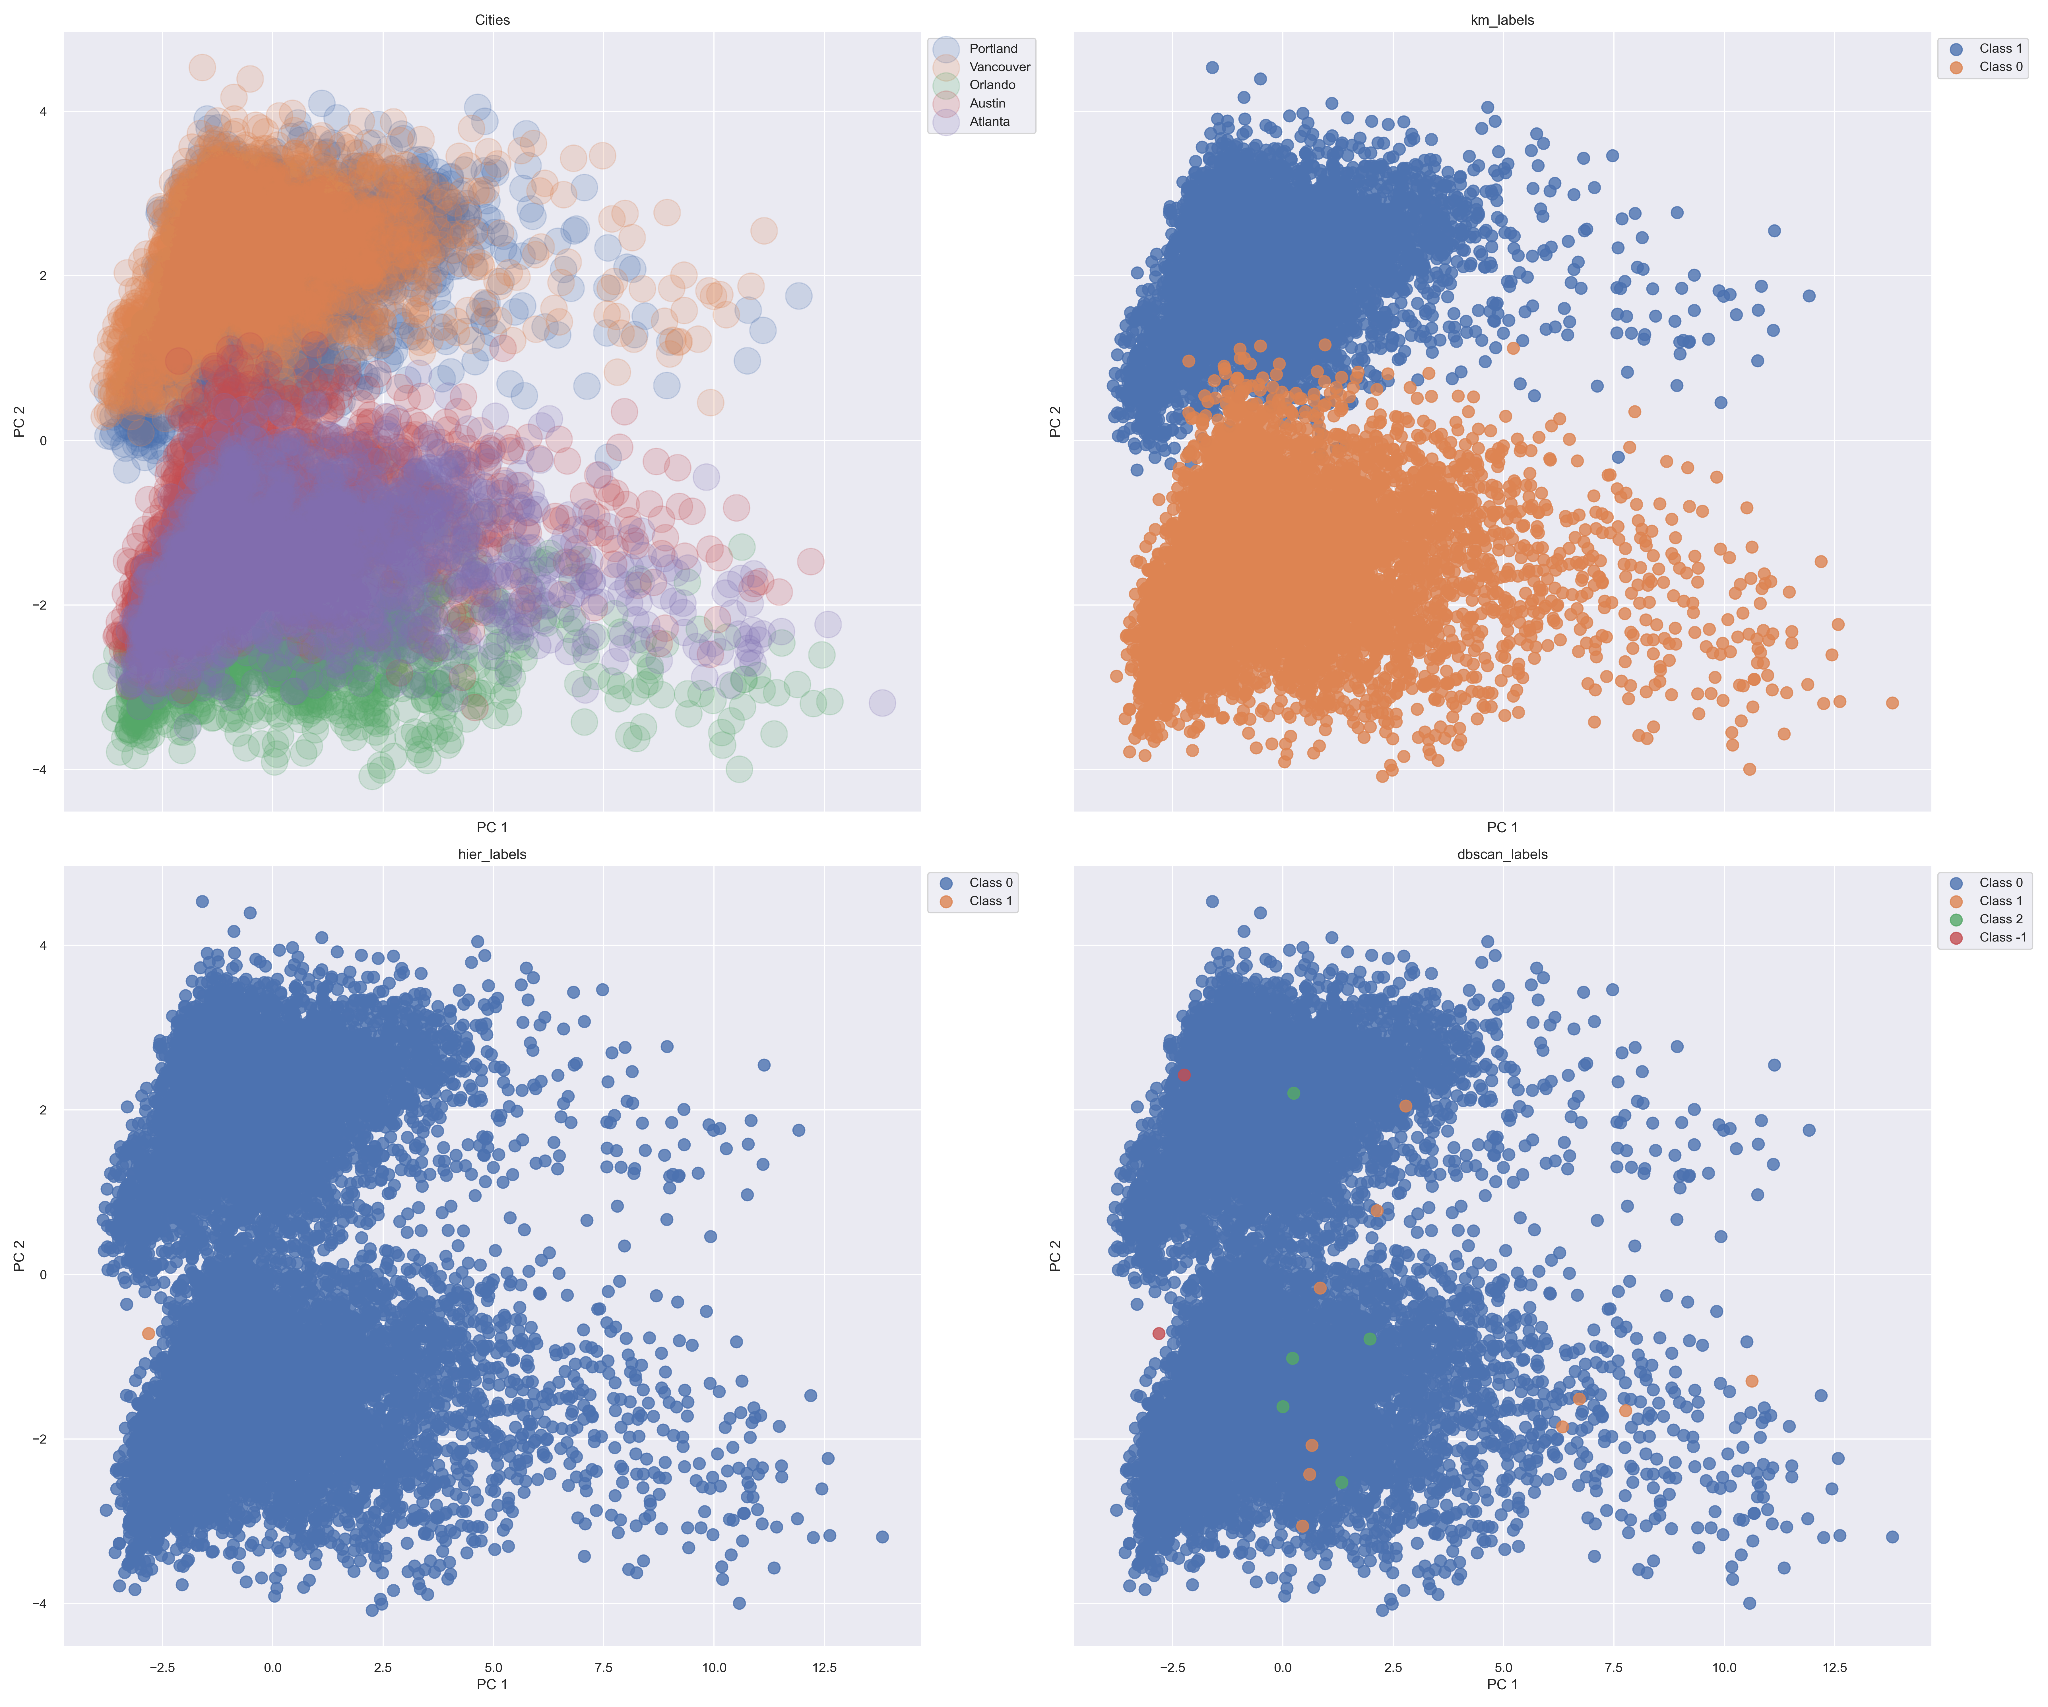 Cities
Portland
Vancouver
Orlando
Austin
Atlanta
PC 2
4
2
0
−2
−4
PC 1
km_labels
Class 1
Class 0
PC 2
PC 1
hier_labels
Class 0
Class 1
PC 2
4
2
0
−2
−4
−2.5 0.0 2.5 5.0 7.5 10.0 12.5
PC 1
dbscan_labels
Class 0
Class 1
Class 2
Class -1
PC 2
−2.5 0.0 2.5 5.0 7.5 10.0 12.5
PC 1